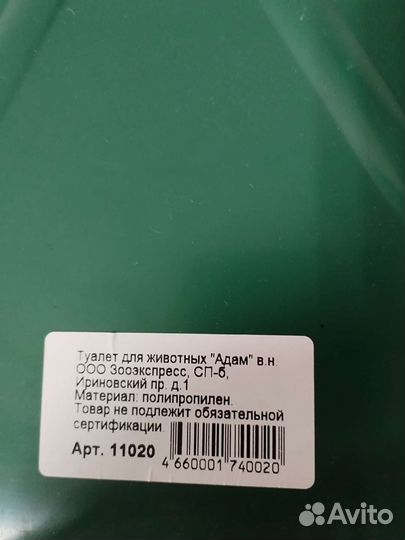 Туалет для животных "Адам" в.н.
ООО Зооэкспресс, СП-б,
Ириновский пр. д.1
Материал: полипропилен.
Товар не подлежит обязательной
сертификации.
Арт. 11020
4 660001 740020
Avito